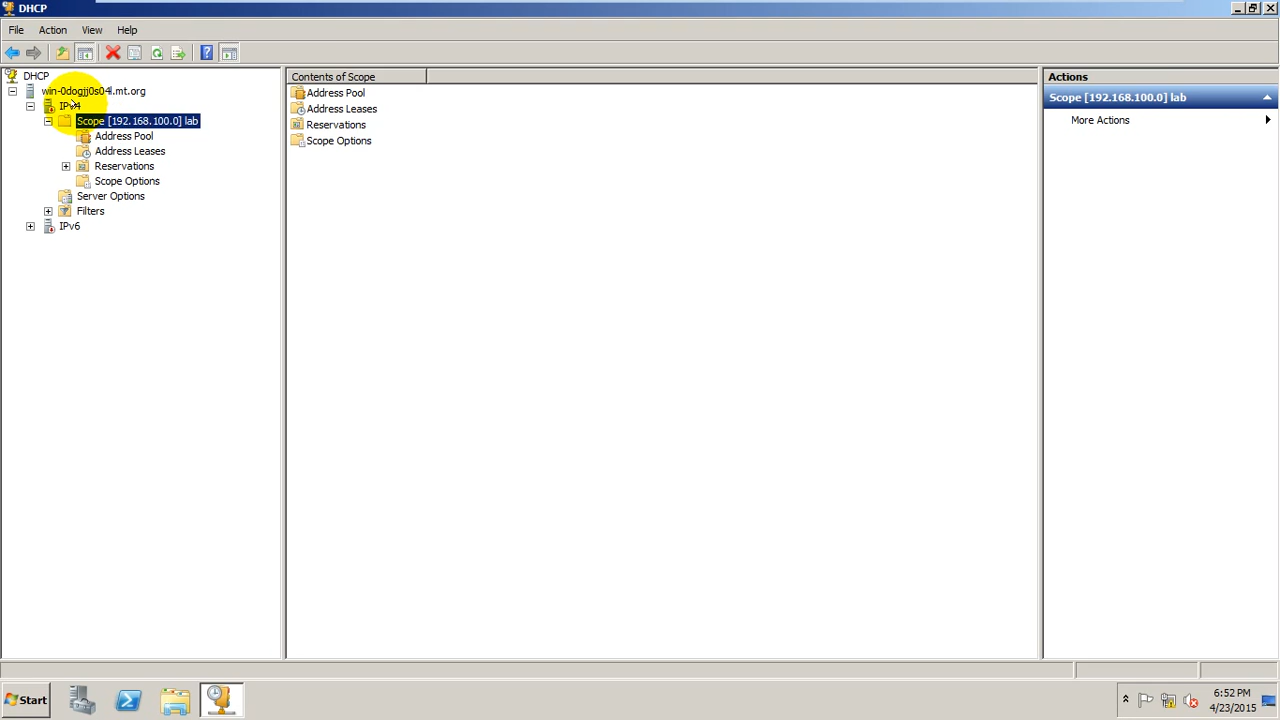 DHCP
File Action View Help
DHCP
win-0dogjj0s04l.mt.org
IPv4
Scope [192.168.100.0] lab
Address Pool
Address Leases
Reservations
Scope Options
Server Options
Filters
IPv6
Contents of Scope
Address Pool
Address Leases
Reservations
Scope Options
Actions
Scope [192.168.100.0] lab
More Actions
Start
6:52 PM
4/23/2015